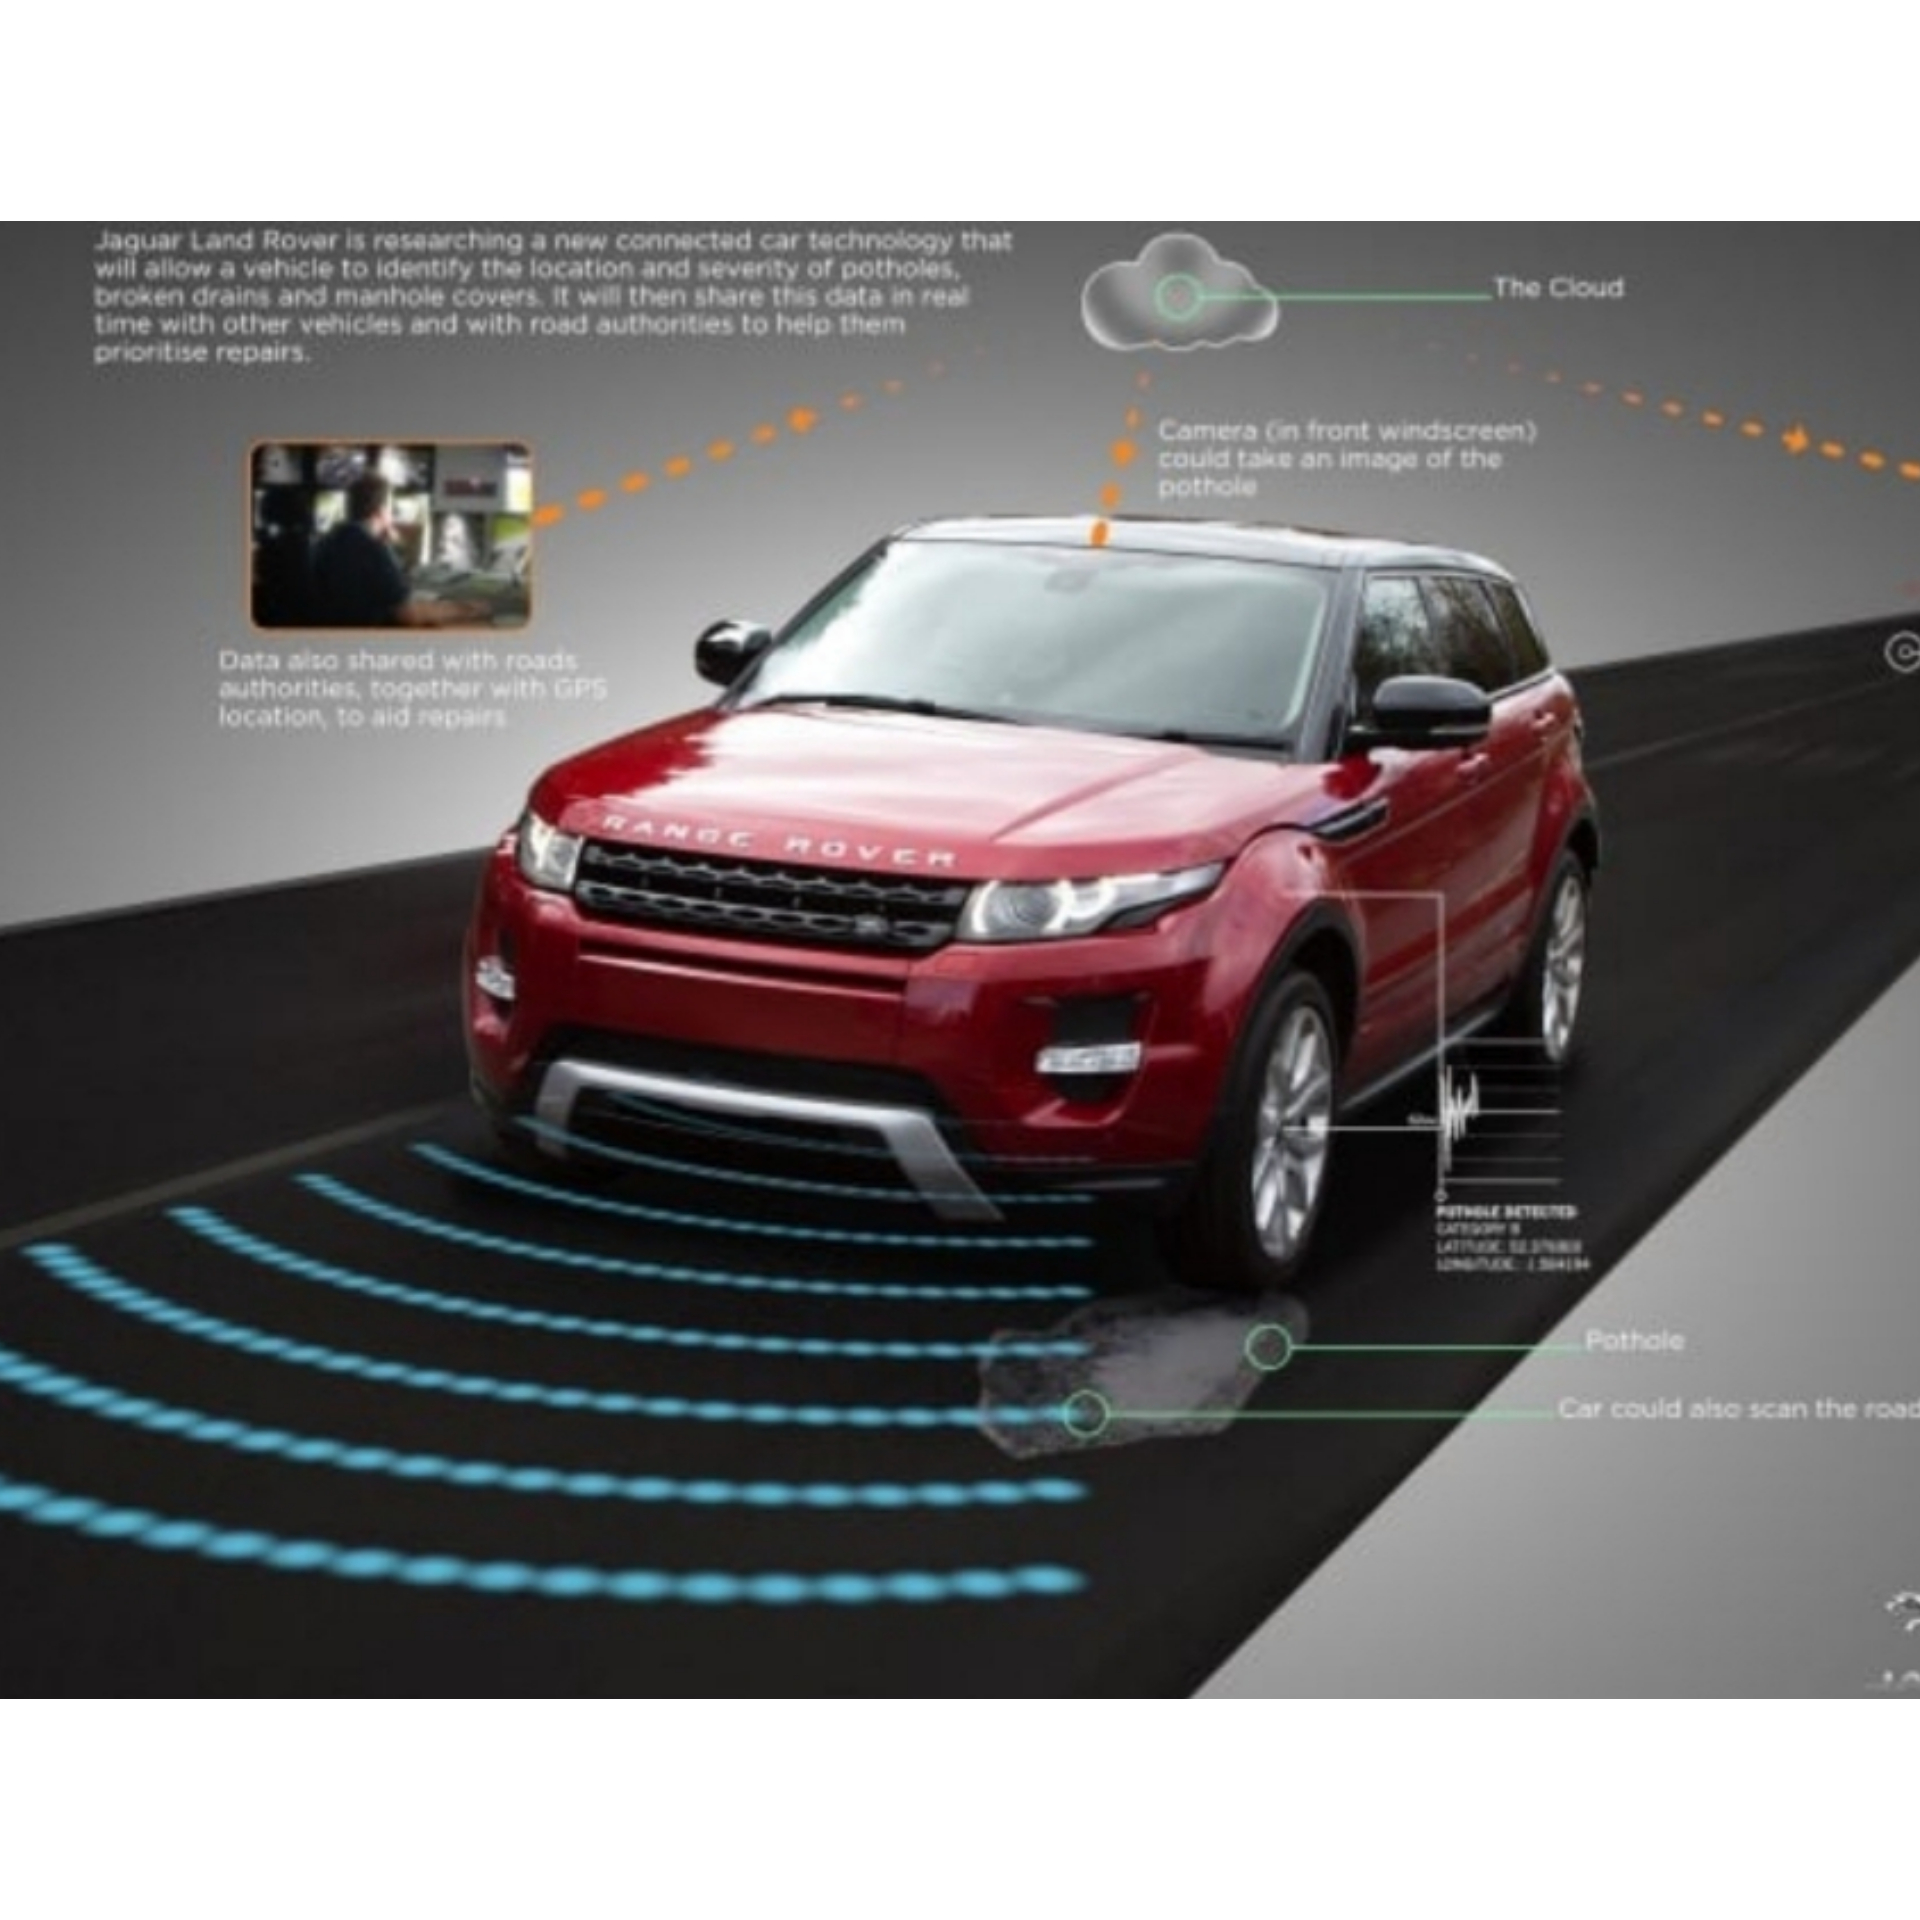 Jaguar Land Rover is researching a new connected car technology that
will allow a vehicle to identify the location and severity of potholes,
broken drains and manhole covers. It will then share this data in real
time with other vehicles and with road authorities to help them
prioritise repairs.
The Cloud
Camera (in front windscreen)
could take an image of the
pothole
Data also shared with roads
authorities, together with GPS
location, to aid repairs
RANGE ROVER
POTHOLE DETECTED
CATEGORY B
LATITUDE:
LONGITUDE:
Pothole
Car could also scan the road